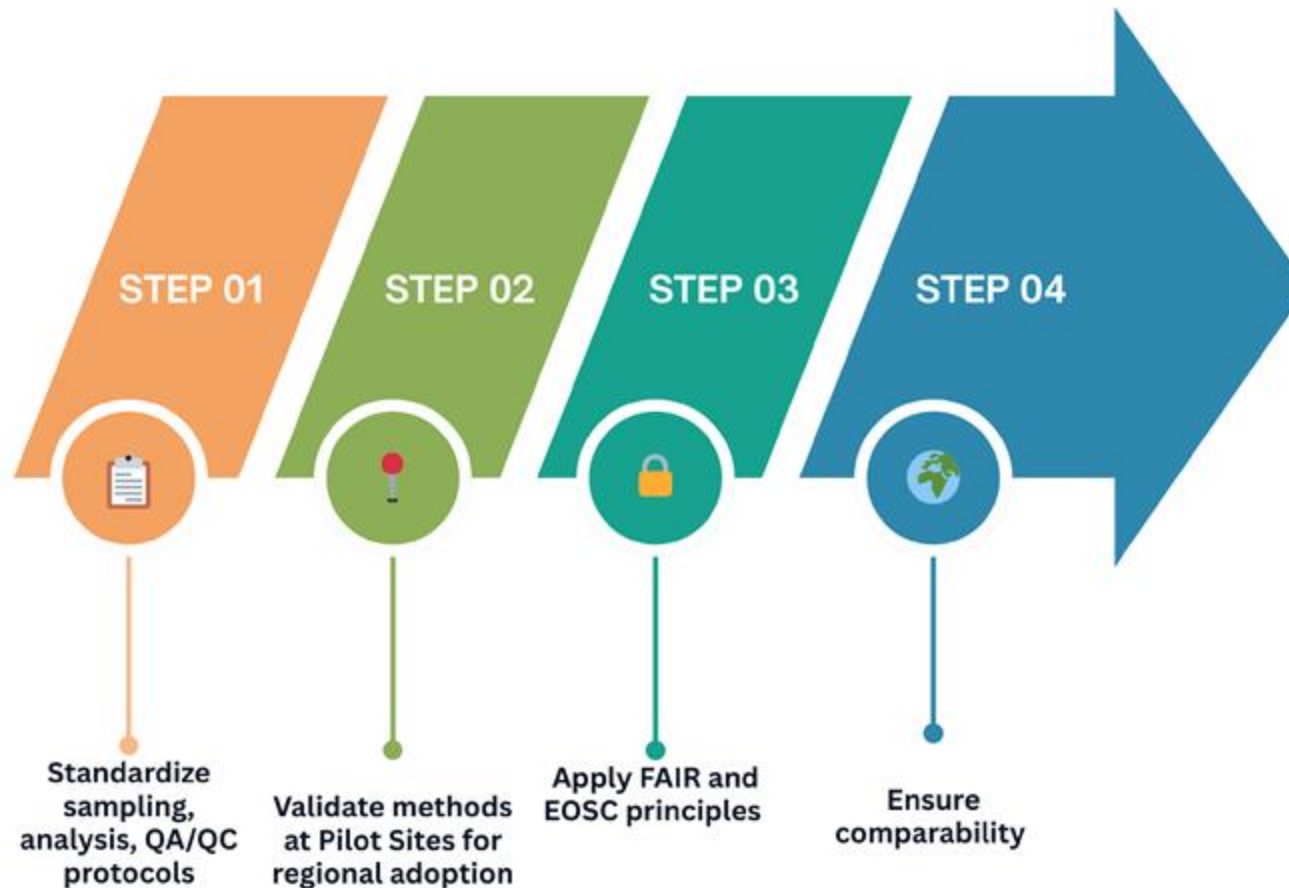 STEP 01
STEP 02
STEP 03
STEP 04
Standardize
sampling,
analysis, QA/QC
protocols
Validate methods
at Pilot Sites for
regional adoption
Apply FAIR and
EOSC principles
Ensure
comparability